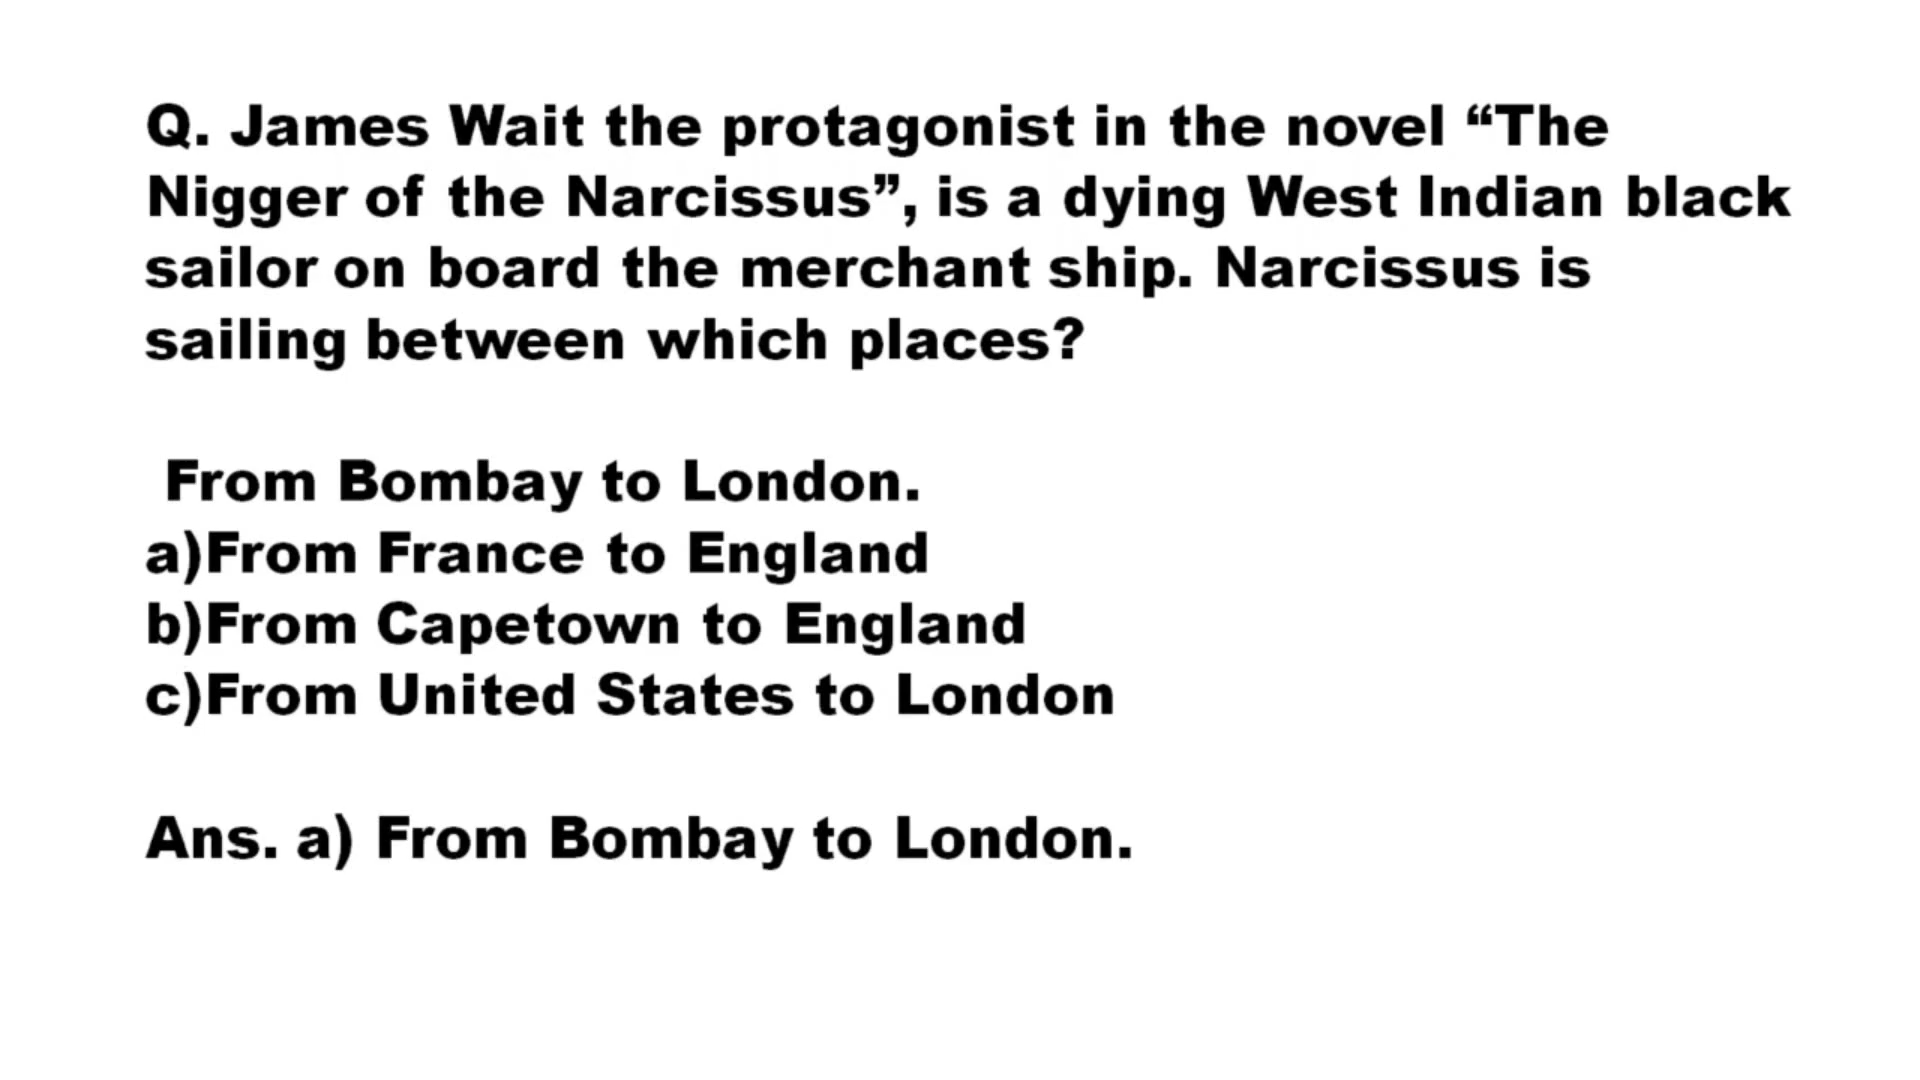 Q. James Wait the protagonist in the novel “The
Nigger of the Narcissus”, is a dying West Indian black
sailor on board the merchant ship. Narcissus is
sailing between which places?
From Bombay to London.
a)From France to England
b)From Capetown to England
c)From United States to London
Ans. a) From Bombay to London.